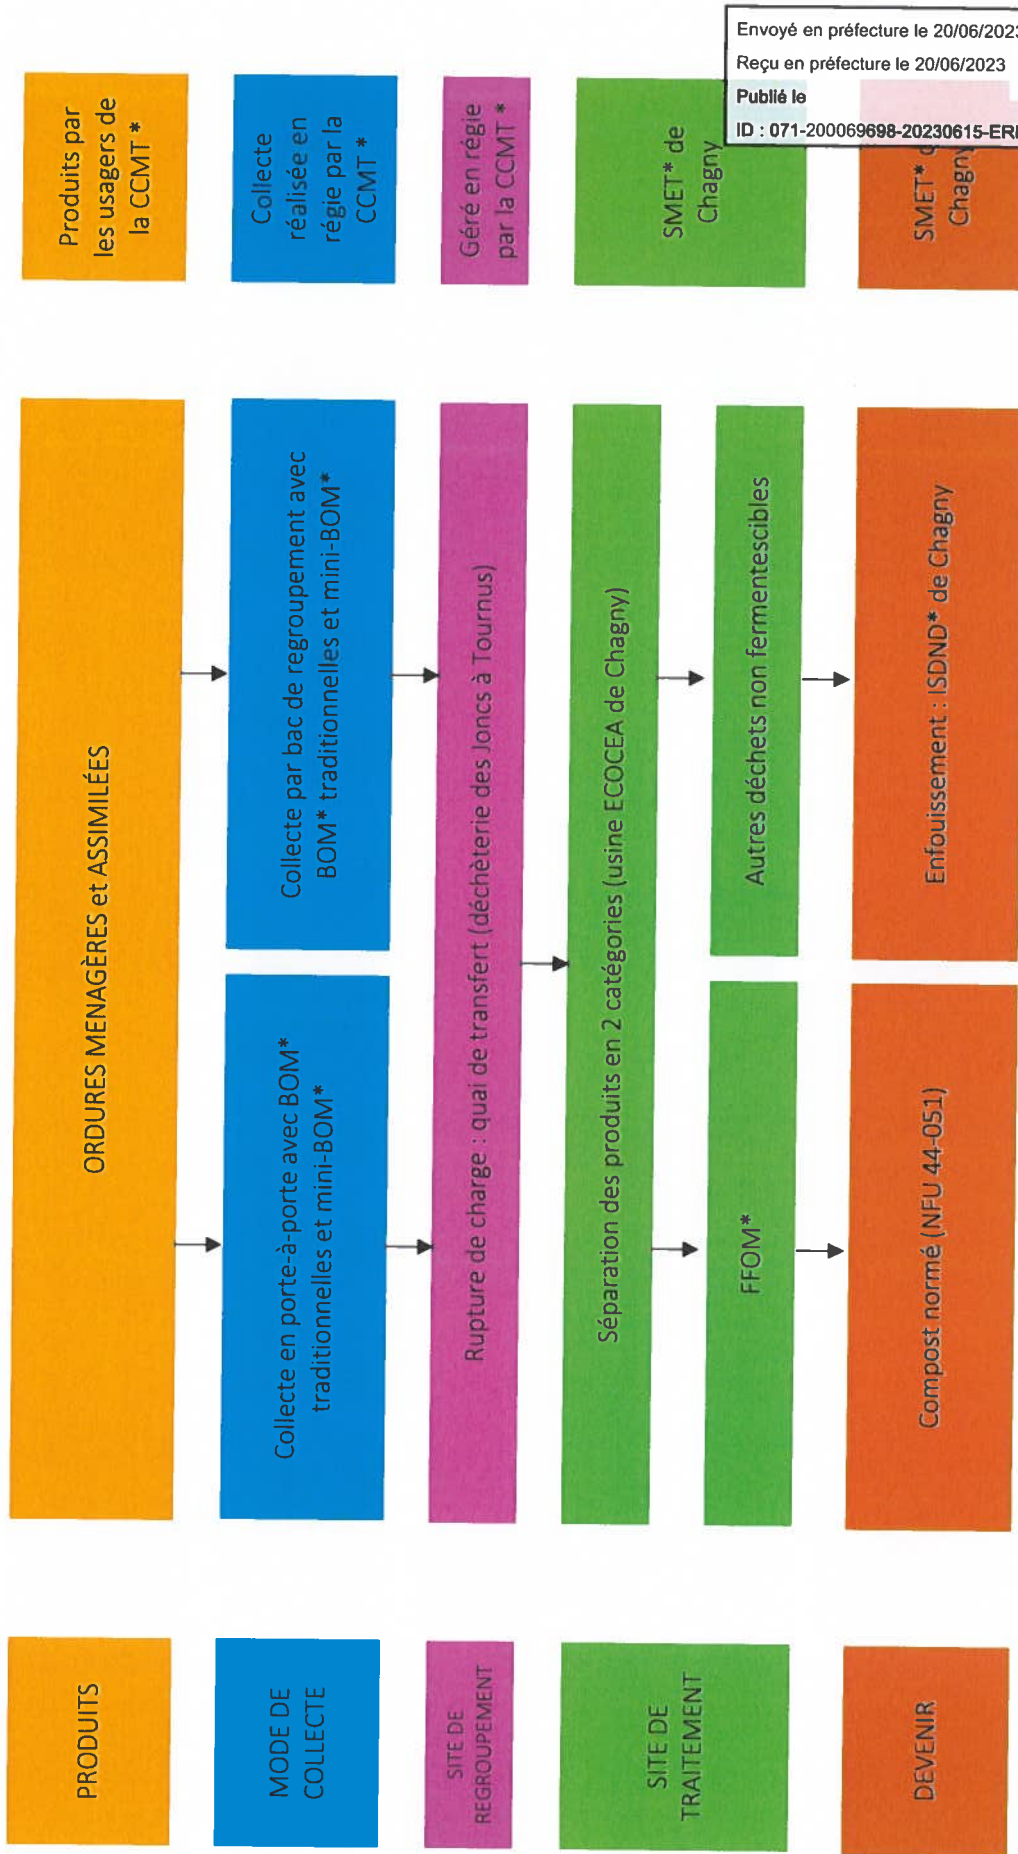 Envoyé en préfecture le 20/06/2023
Reçu en préfecture le 20/06/2023
Publié le
ID : 071-200069698-20230615-ERI
PRODUITS
ORDURES MENAGÈRES et ASSIMILÉES
Produits par
les usagers de
la CCMT *
MODE DE
COLLECTE
Collecte en porte-à-porte avec BOM*
traditionnelles et mini-BOM*
Collecte par bac de regroupement avec
BOM* traditionnelles et mini-BOM*
Collecte
réalisée en
régie par la
CCMT *
SITE DE
REGROUPEMENT
Rupture de charge : quai de transfert (déchèterie des Joncs à Tournus)
Géré en régie
par la CCMT *
SITE DE
TRAITEMENT
Séparation des produits en 2 catégories (usine ECOCEA de Chagny)
FFOM*
Autres déchets non fermentescibles
SMET* de
Chagny
DEVENIR
Compost normé (NFU 44-051)
Enfouissement : ISDND* de Chagny
SMET*
Chagny